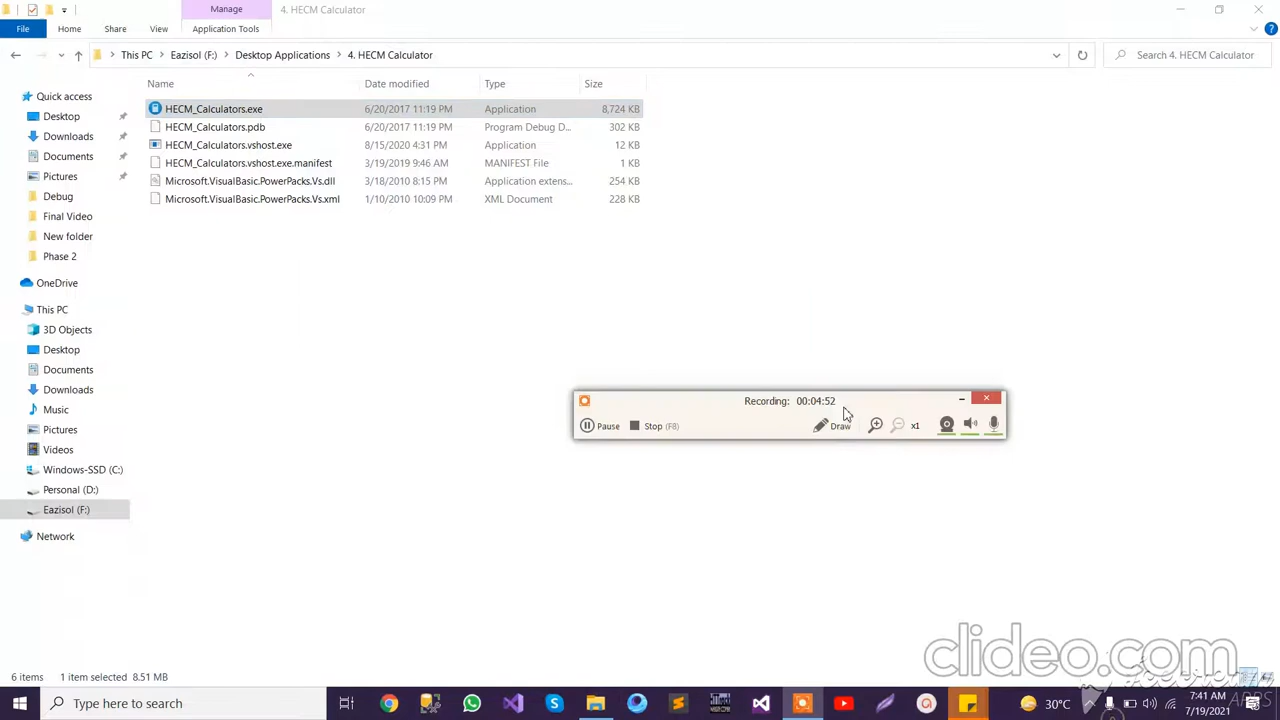 Manage
4. HECM Calculator
File
Home
Share
View
Application Tools
This PC
Eazisol (F:)
Desktop Applications
4. HECM Calculator
Search 4. HECM Calculator
Name
Date modified
Type
Size
HECM_Calculators.exe 6/20/2017 11:19 PM Application 8,724 KB
HECM_Calculators.pdb 6/20/2017 11:19 PM Program Debug D... 302 KB
HECM_Calculators.vshost.exe 8/15/2020 4:31 PM Application 12 KB
HECM_Calculators.vshost.exe.manifest 3/19/2019 9:46 AM MANIFEST File 1 KB
Microsoft.VisualBasic.PowerPacks.Vs.dll 3/18/2010 8:15 PM Application extens... 254 KB
Microsoft.VisualBasic.PowerPacks.Vs.xml 1/10/2010 10:09 PM XML Document 228 KB
Quick access
Desktop
Downloads
Documents
Pictures
Debug
Final Video
New folder
Phase 2
OneDrive
This PC
3D Objects
Desktop
Documents
Downloads
Music
Pictures
Videos
Windows-SSD (C:)
Personal (D:)
Eazisol (F:)
Network
Recording: 00:04:52
Pause
Stop (F8)
Draw
x1
clideo.com
6 items 1 item selected 8.51 MB
Type here to search
30°C
7:41 AM
7/19/2021
APPS